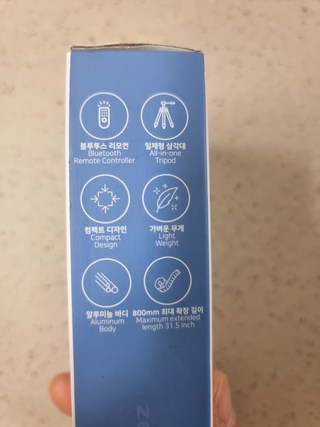 블루투스 리모컨
Bluetooth
Remote Controller
일체형 삼각대
All-in-one
Tripod
컴팩트 디자인
Compact
Design
가벼운 무게
Light
Weight
알루미늄 바디
Aluminum
Body
800mm 최대 확장 길이
Maximum extended
length 31.5 inch